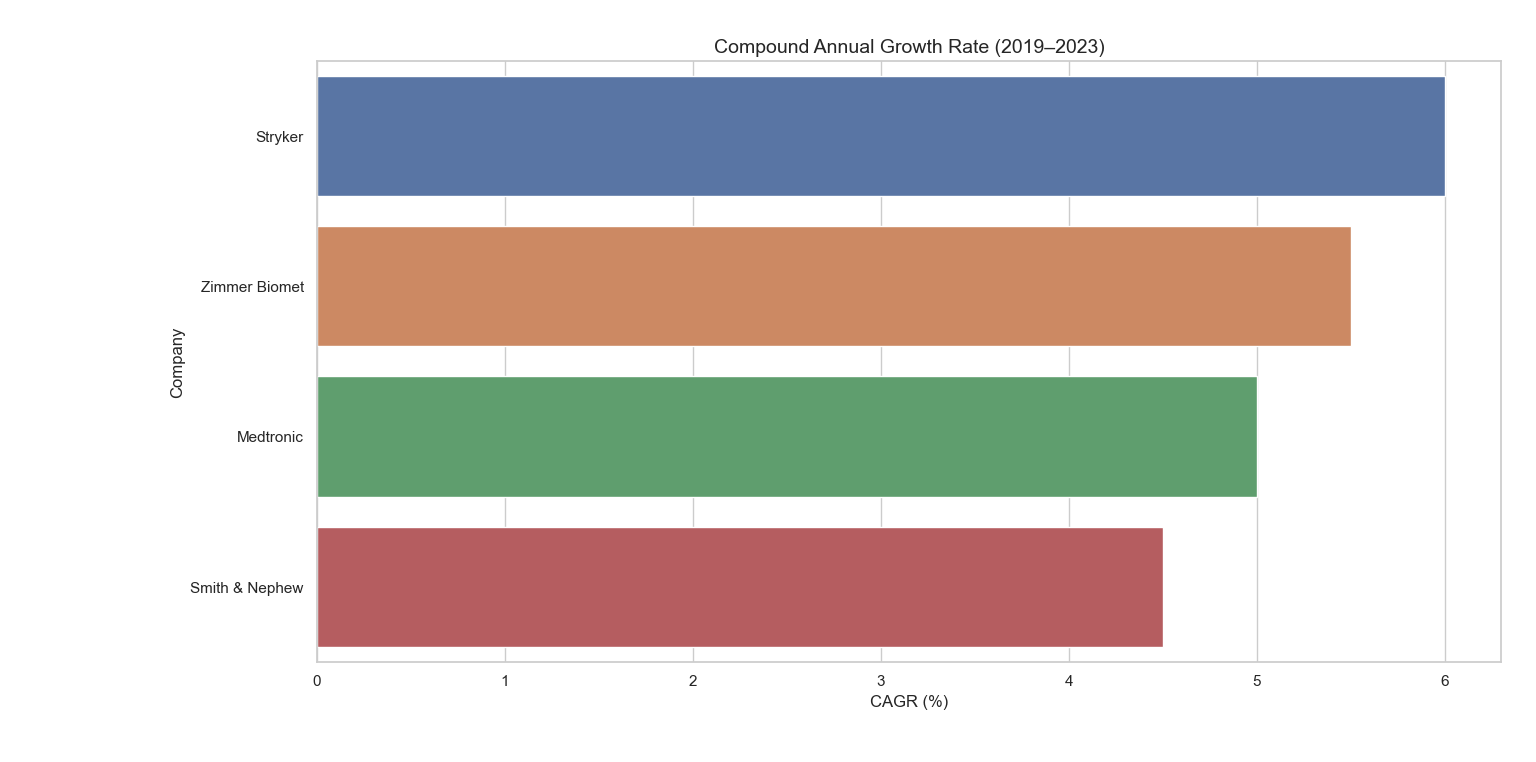 Compound Annual Growth Rate (2019–2023)
Stryker
Zimmer Biomet
Medtronic
Smith & Nephew
Company
0 1 2 3 4 5 6
CAGR (%)